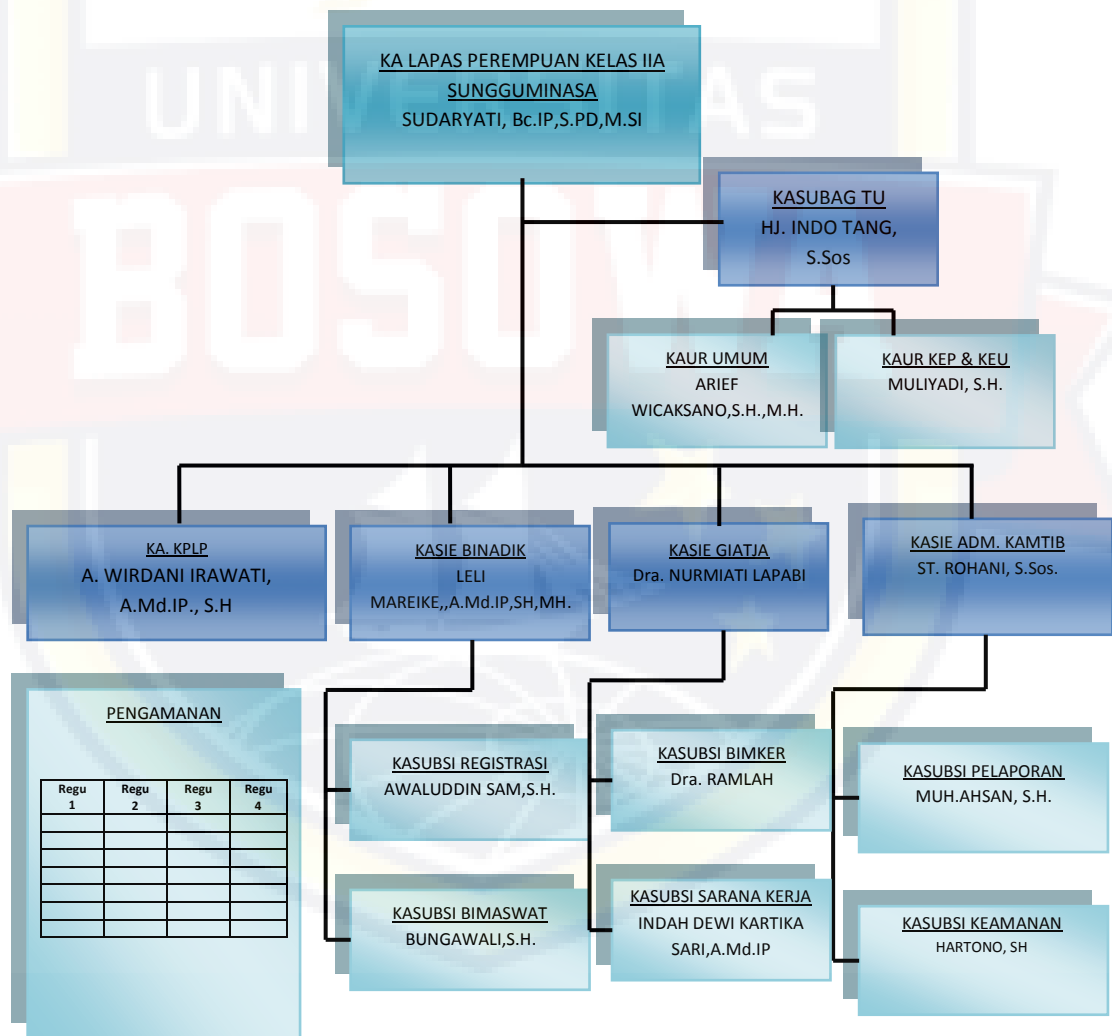 UNIVERSITAS
BOSOWA
KA LAPAS PEREMPUAN KELAS IIA
SUNGGUMINASA
SUDARYATI, Bc.IP,S.PD,M.SI
KASUBAG TU
HJ. INDO TANG,
S.Sos
KAUR UMUM
ARIEF
WICAKSANO,S.H.,M.H.
KAUR KEP & KEU
MULIYADI, S.H.
KA. KPLP
A. WIRDANI IRAWATI,
A.Md.IP., S.H
KASIE BINADIK
LELI
MAREIKE,,A.Md.IP,SH,MH.
KASIE GIATJA
Dra. NURMIATI LAPABI
KASIE ADM. KAMTIB
ST. ROHANI, S.Sos.
PENGAMANAN
Regu 1 Regu 2 Regu 3 Regu 4
KASUBSI REGISTRASI
AWALUDDIN SAM,S.H.
KASUBSI BIMASWAT
BUNGAWALI,S.H.
KASUBSI BIMKER
Dra. RAMLAH
KASUBSI SARANA KERJA
INDAH DEWI KARTIKA
SARI,A.Md.IP
KASUBSI PELAPORAN
MUH.AHSAN, S.H.
KASUBSI KEAMANAN
HARTONO, SH